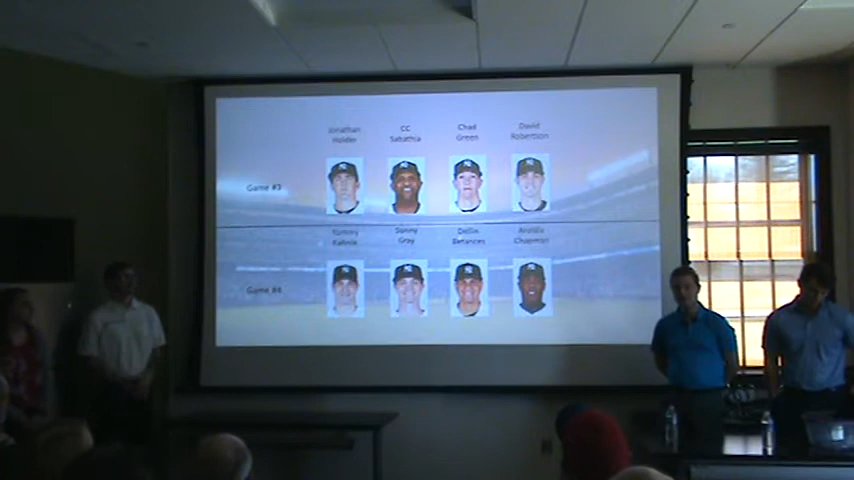 Jonathan
Holder
CC
Sabathia
Chad
Green
David
Robertson
Game #3
Tommy
Kahnle
Sonny
Gray
Dellin
Betances
Aroldis
Chapman
Game #4